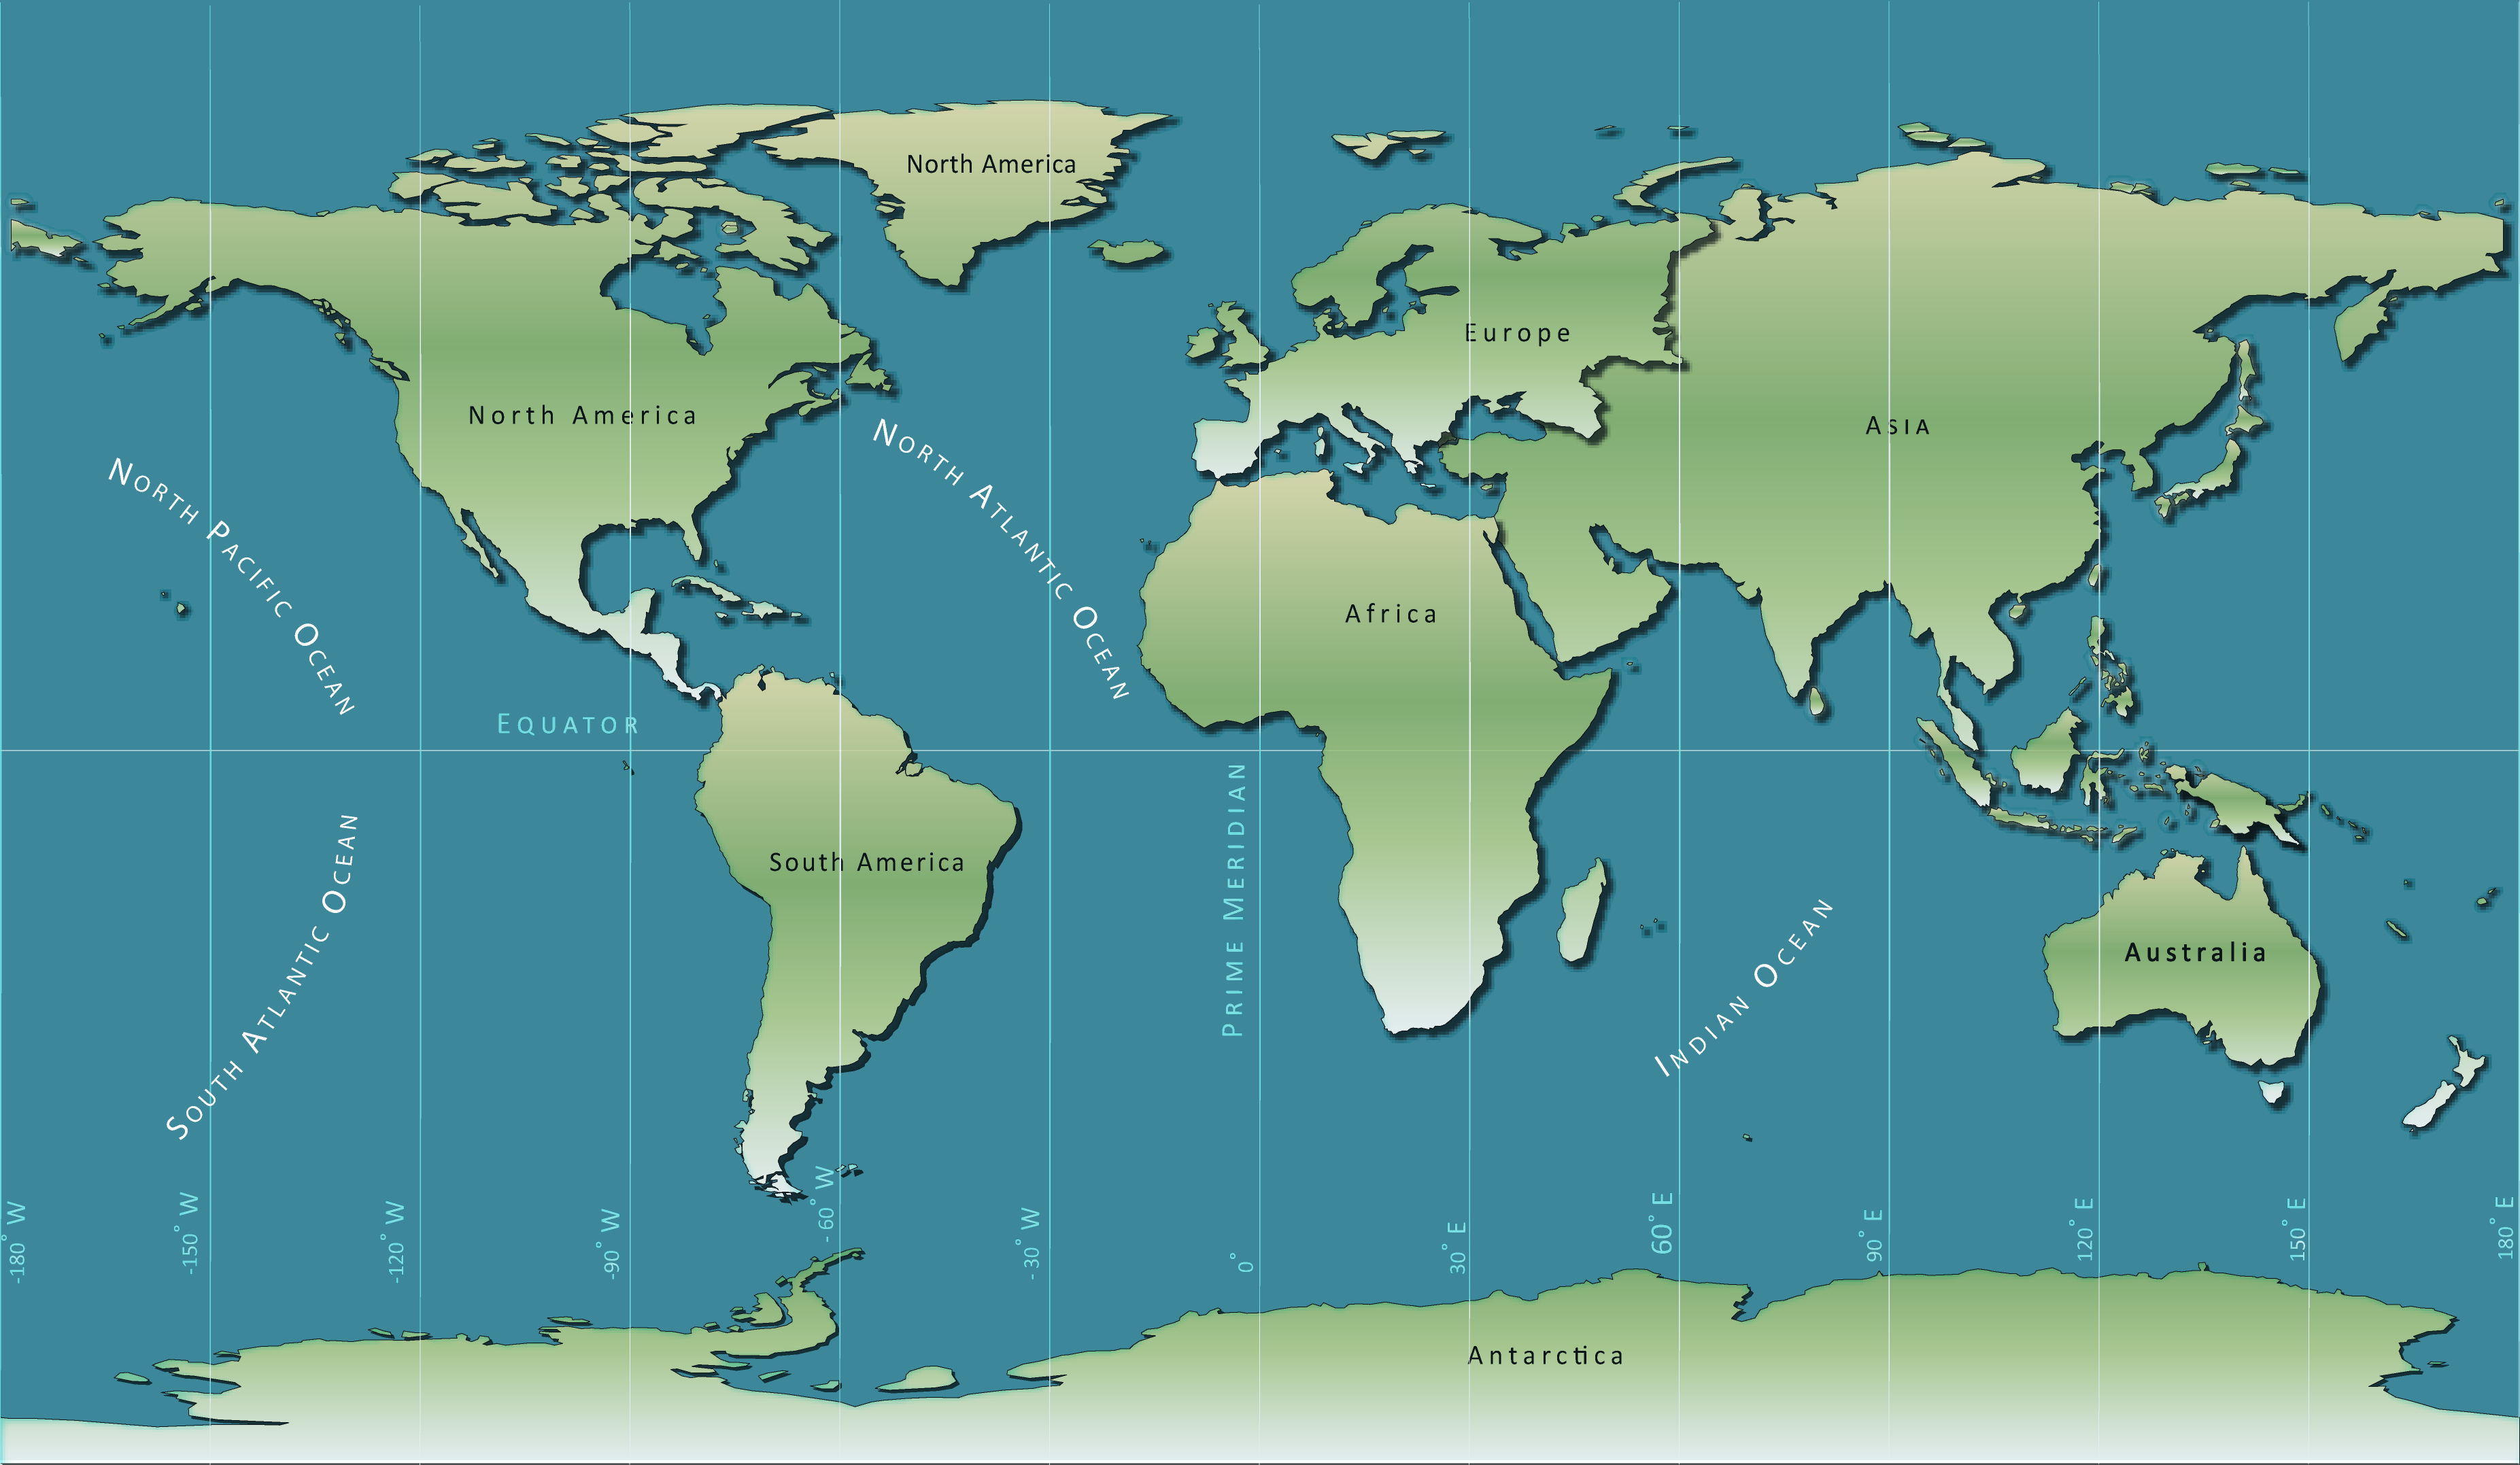 North America
Europe
North America
Asia
North Atlantic Ocean
North Pacific Ocean
Africa
Equator
Prime Meridian
South America
South Atlantic Ocean
Indian Ocean
Australia
-180° W
-150° W
-120° W
-90° W
- 60° W
- 30° W
0°
30° E
60° E
90° E
120° E
150° E
180° E
Antarctica